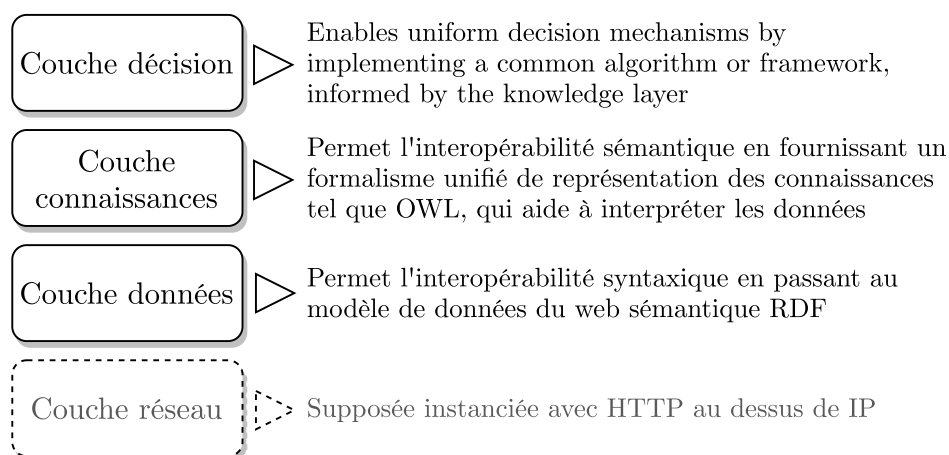 Couche décision
Enables uniform decision mechanisms by
implementing a common algorithm or framework,
informed by the knowledge layer
Couche
connaissances
Permet l'interopérabilité sémantique en fournissant un
formalisme unifié de représentation des connaissances
tel que OWL, qui aide à interpréter les données
Couche données
Permet l'interopérabilité syntaxique en passant au
modèle de données du web sémantique RDF
Couche réseau
Supposée instanciée avec HTTP au dessus de IP